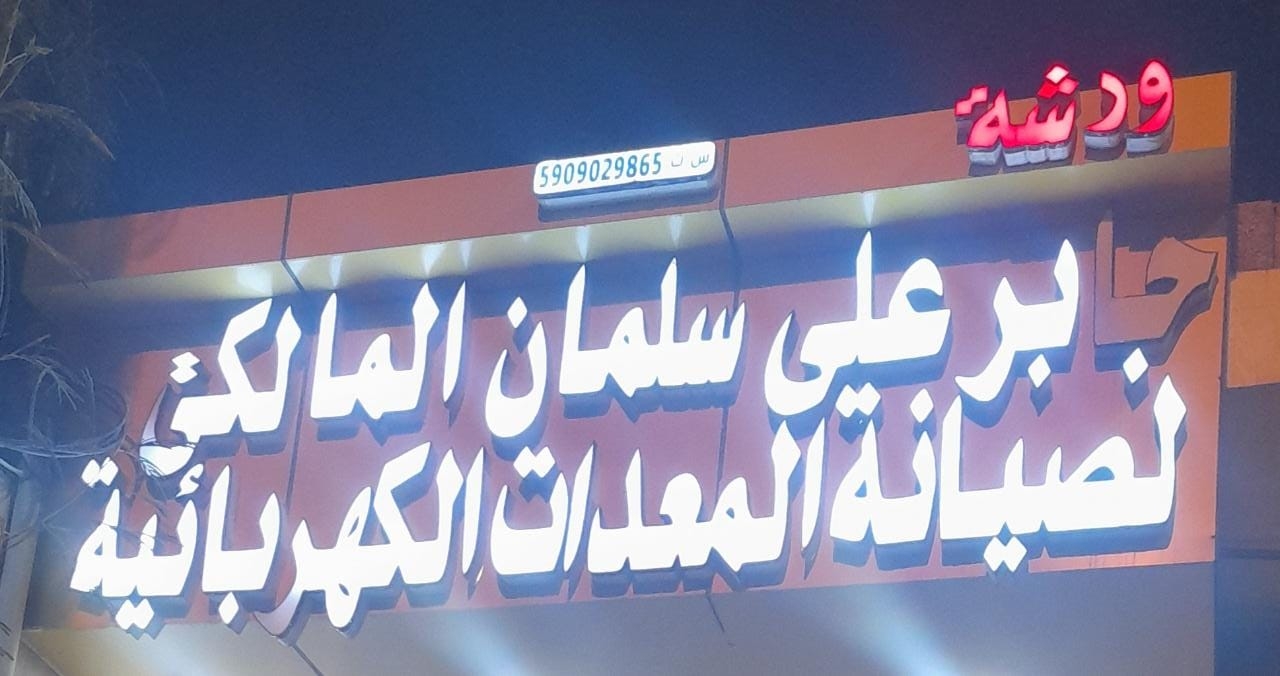 ورشة
س ت 5909029865
جابر علي سلمان المالكي
لصيانة المعدات الكهربائية